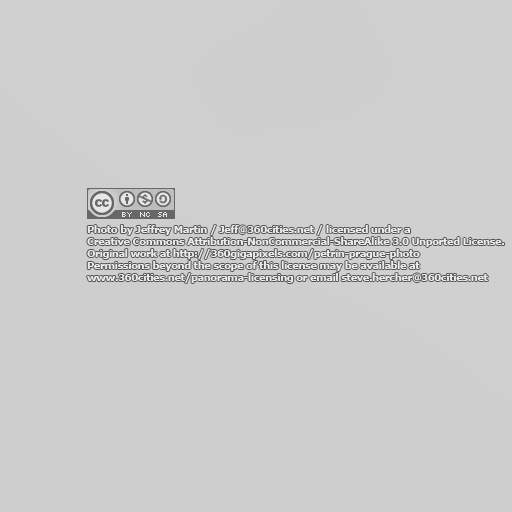 cc
BY NC SA
Photo by Jeffrey Martin / Jeff@360cities.net / licensed under a
Creative Commons Attribution-NonCommercial-ShareAlike 3.0 Unported License.
Original work at http://360gigapixels.com/petrin-prague-photo
Permissions beyond the scope of this license may be available at
www.360cities.net/panorama-licensing or email steve.hercher@360cities.net